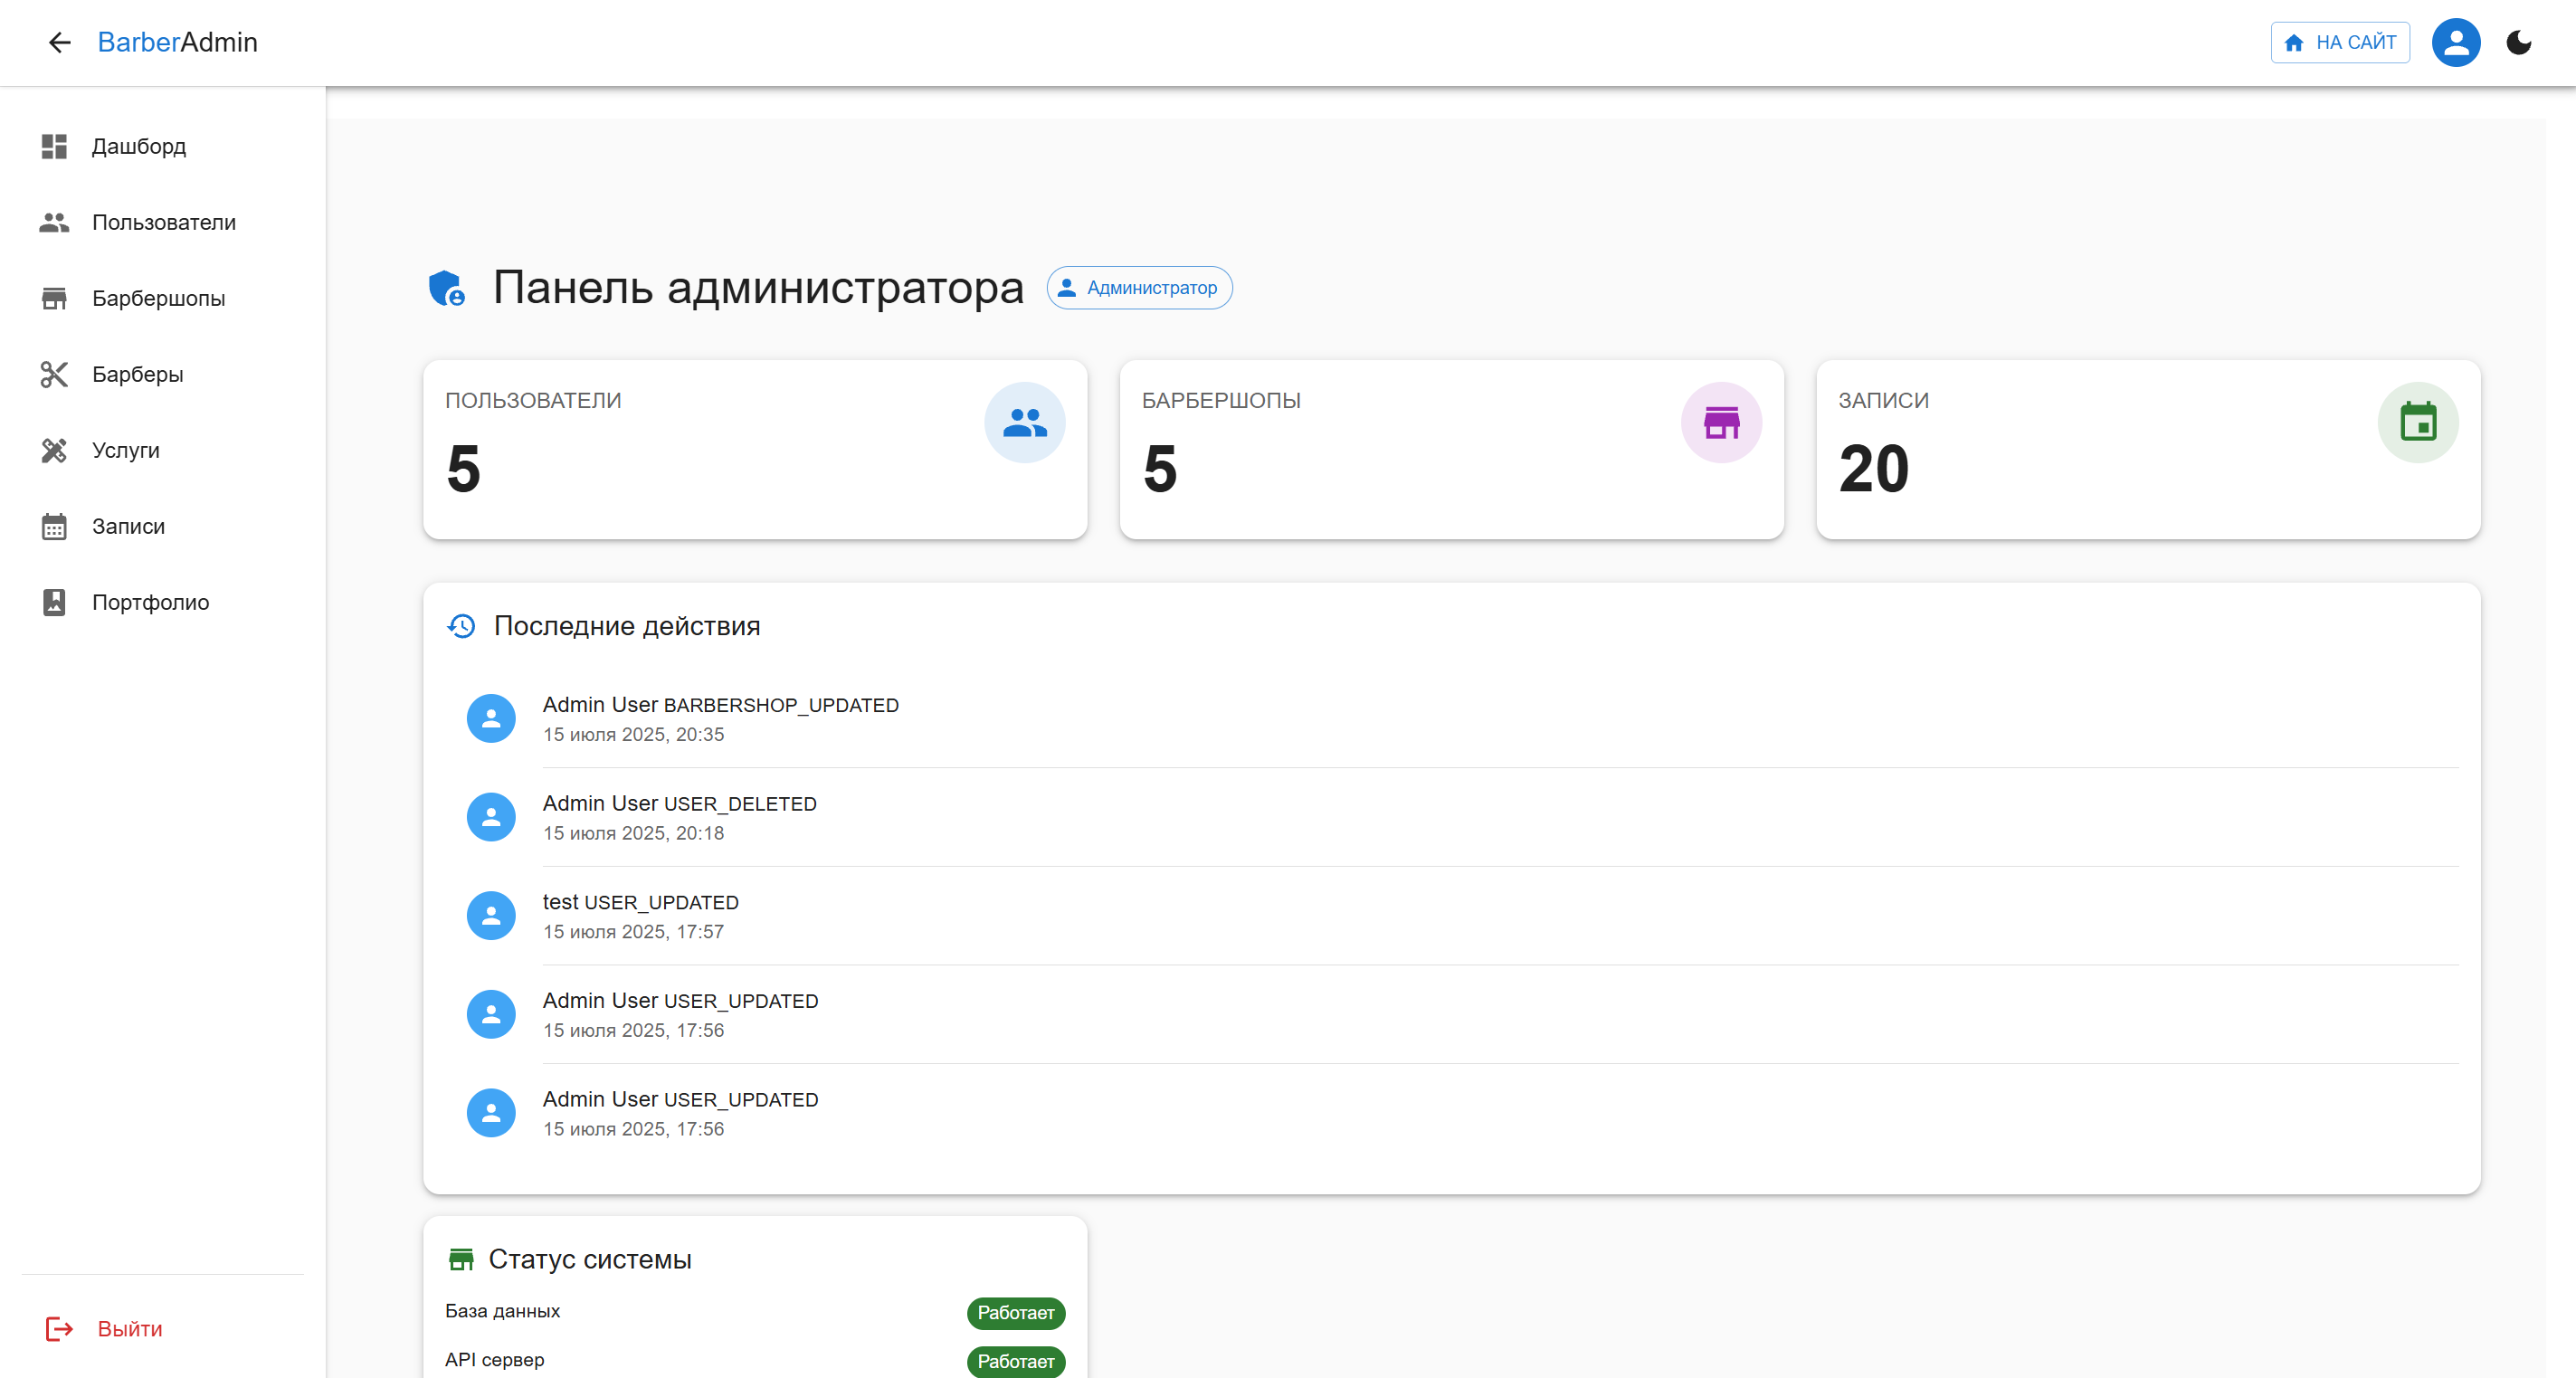 BarberAdmin
НА САЙТ
Дашборд
Пользователи
Барбершопы
Барберы
Услуги
Записи
Портфолио
Выйти
Панель администратора
Администратор
ПОЛЬЗОВАТЕЛИ
5
БАРБЕРШОПЫ
5
ЗАПИСИ
20
Последние действия
Admin User BARBERSHOP_UPDATED
15 июля 2025, 20:35
Admin User USER_DELETED
15 июля 2025, 20:18
test USER_UPDATED
15 июля 2025, 17:57
Admin User USER_UPDATED
15 июля 2025, 17:56
Admin User USER_UPDATED
15 июля 2025, 17:56
Статус системы
База данных Работает
API сервер Работает